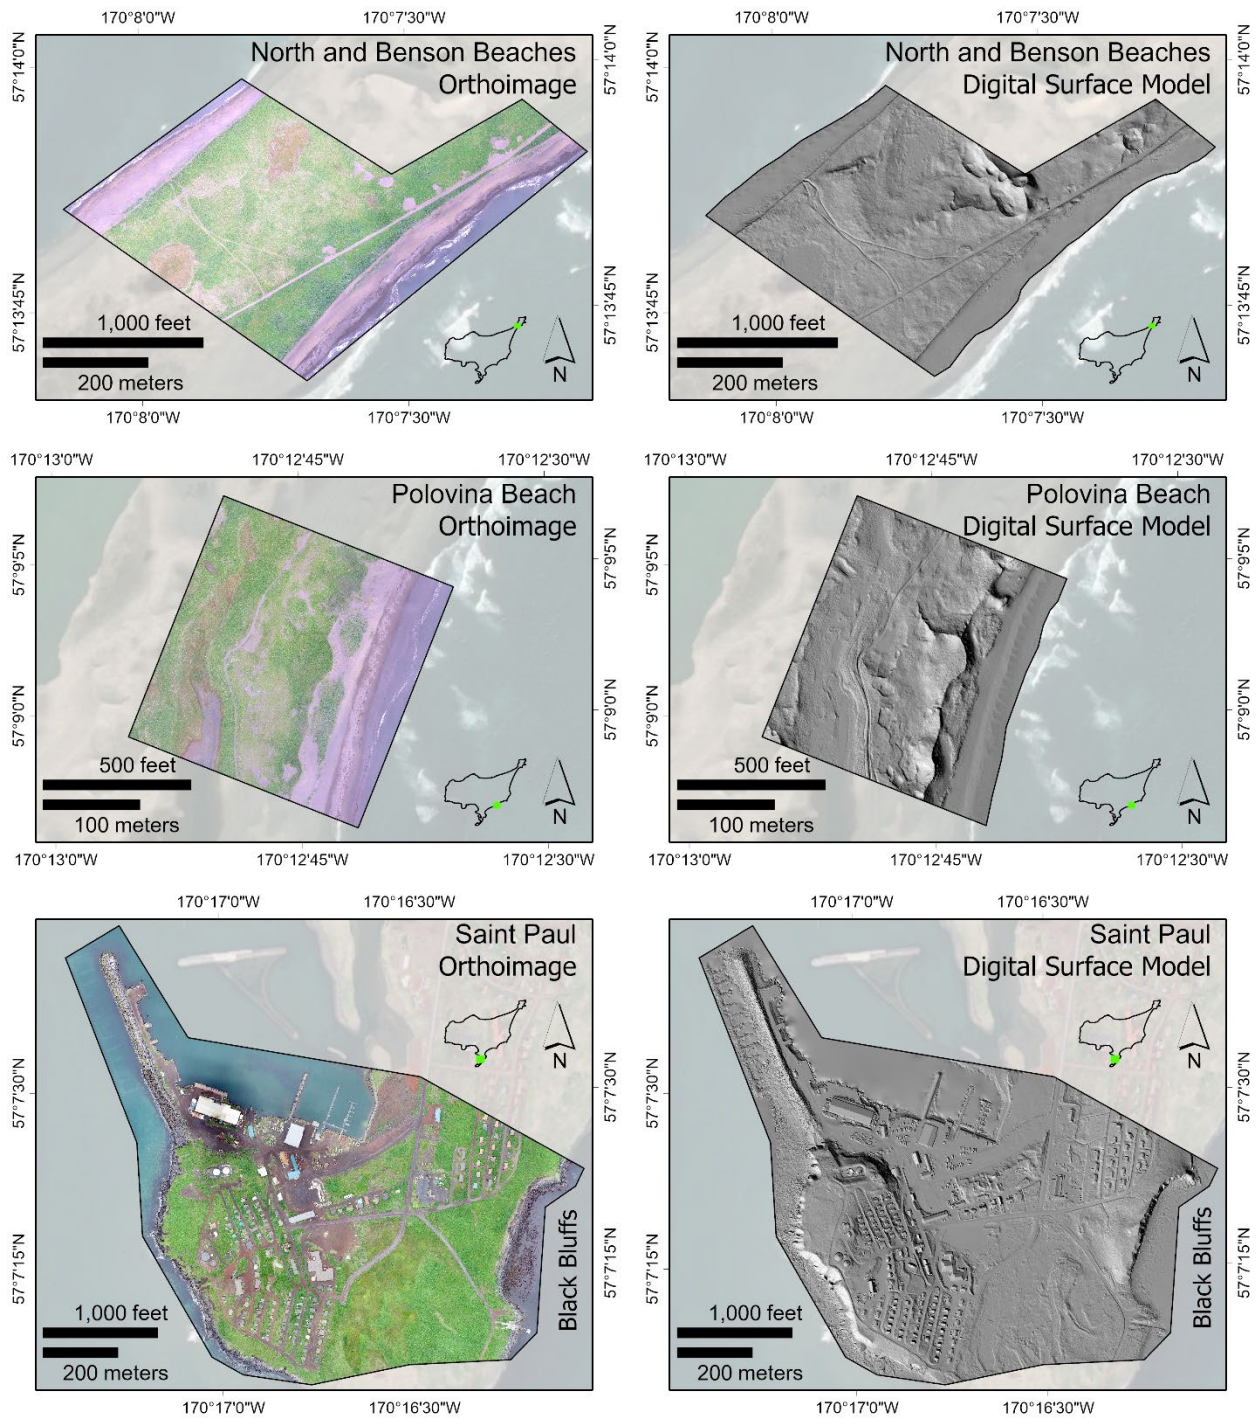 170°8'0"W 170°7'30"W
North and Benson Beaches
Orthoimage
57°14'0"N
57°13'45"N
1,000 feet
200 meters
N
170°8'0"W 170°7'30"W
170°8'0"W 170°7'30"W
North and Benson Beaches
Digital Surface Model
57°14'0"N
57°13'45"N
1,000 feet
200 meters
N
170°8'0"W 170°7'30"W
170°13'0"W 170°12'45"W 170°12'30"W
Polovina Beach
Orthoimage
57°9'5"N
57°9'0"N
500 feet
100 meters
N
170°13'0"W 170°12'45"W 170°12'30"W
170°13'0"W 170°12'45"W 170°12'30"W
Polovina Beach
Digital Surface Model
57°9'5"N
57°9'0"N
500 feet
100 meters
N
170°13'0"W 170°12'45"W 170°12'30"W
170°17'0"W 170°16'30"W
Saint Paul
Orthoimage
N
57°7'30"N
57°7'15"N
Black Bluffs
1,000 feet
200 meters
170°17'0"W 170°16'30"W
170°17'0"W 170°16'30"W
Saint Paul
Digital Surface Model
N
57°7'30"N
57°7'15"N
Black Bluffs
1,000 feet
200 meters
170°17'0"W 170°16'30"W